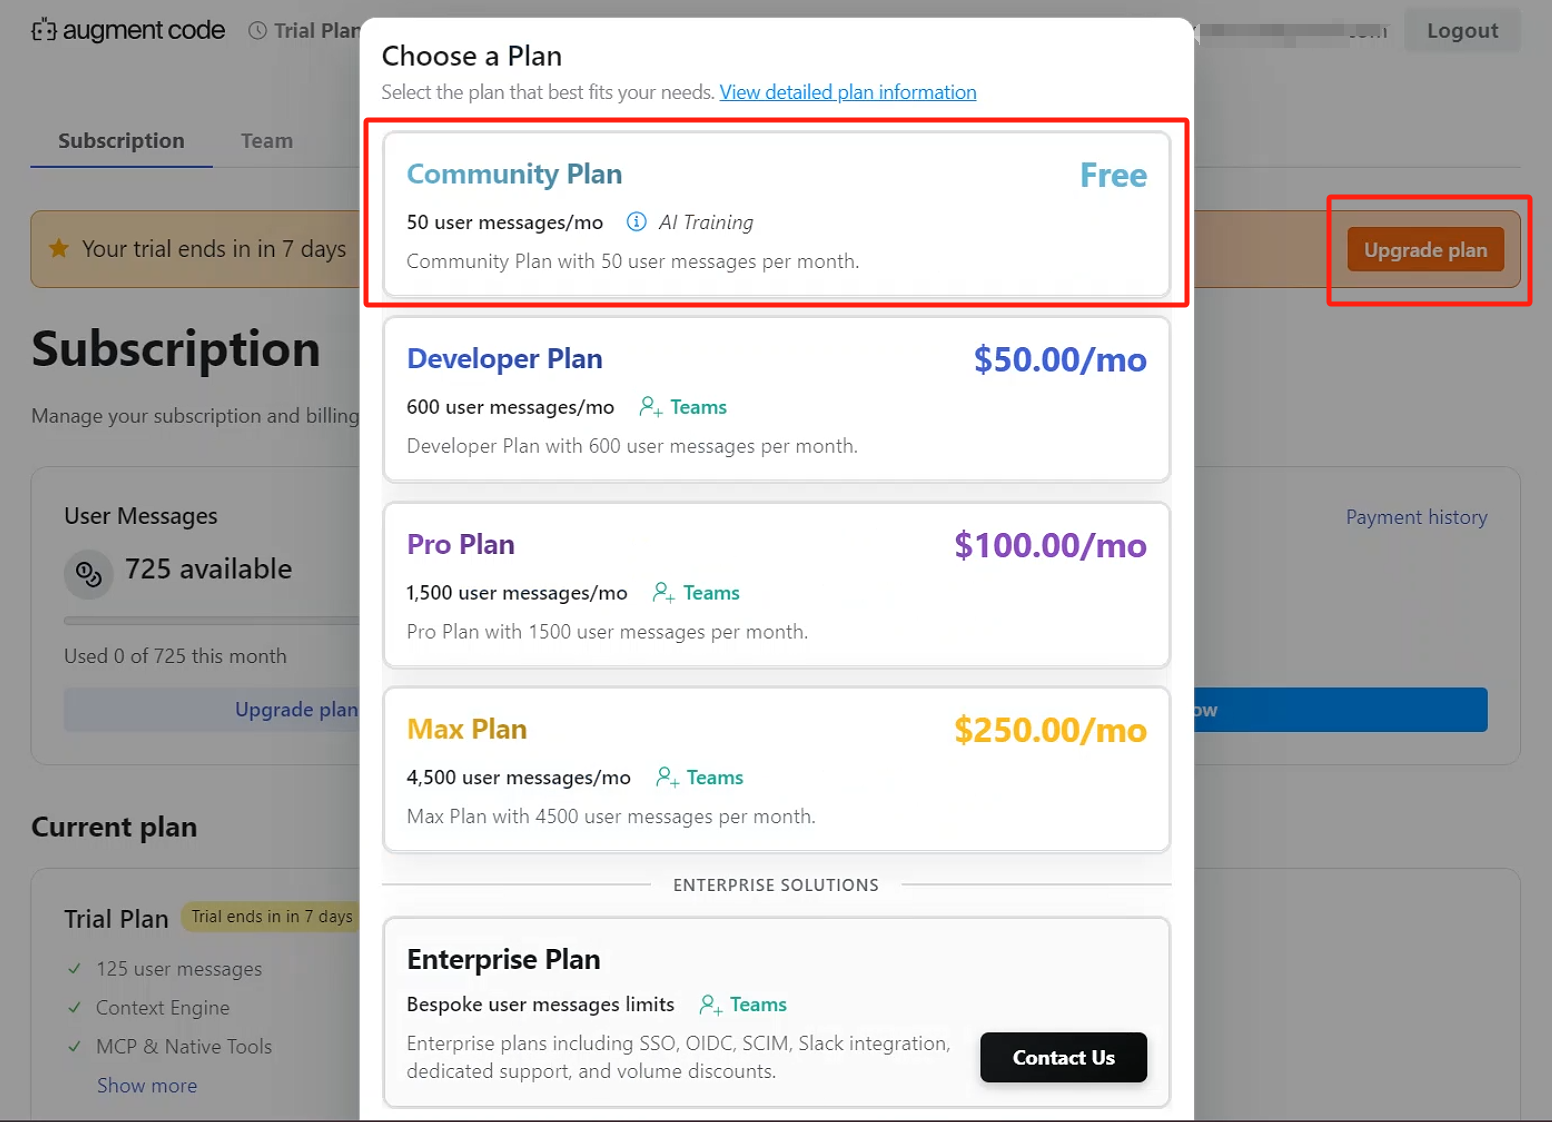 augment code
Trial Plan
Logout
Subscription
Team
Your trial ends in in 7 days
Upgrade plan
Subscription
Manage your subscription and billing
User Messages
725 available
Used 0 of 725 this month
Upgrade plan
Payment history
Current plan
Trial Plan
Trial ends in in 7 days
125 user messages
Context Engine
MCP & Native Tools
Show more
Choose a Plan
Select the plan that best fits your needs. View detailed plan information
Community Plan
Free
50 user messages/mo AI Training
Community Plan with 50 user messages per month.
Developer Plan
$50.00/mo
600 user messages/mo Teams
Developer Plan with 600 user messages per month.
Pro Plan
$100.00/mo
1,500 user messages/mo Teams
Pro Plan with 1500 user messages per month.
Max Plan
$250.00/mo
4,500 user messages/mo Teams
Max Plan with 4500 user messages per month.
ENTERPRISE SOLUTIONS
Enterprise Plan
Bespoke user messages limits Teams
Enterprise plans including SSO, OIDC, SCIM, Slack integration,
dedicated support, and volume discounts.
Contact Us